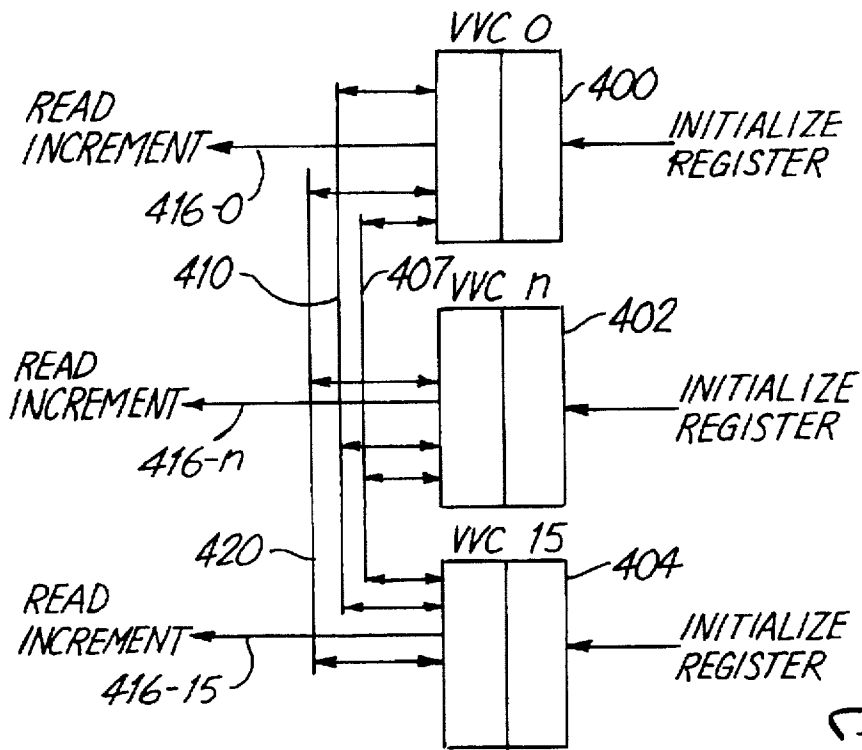 VVC 0
400
READ
INCREMENT
INITIALIZE
REGISTER
416-0
410
407
VVC n
402
READ
INCREMENT
INITIALIZE
REGISTER
416-n
420
VVC 15
404
READ
INCREMENT
INITIALIZE
REGISTER
416-15